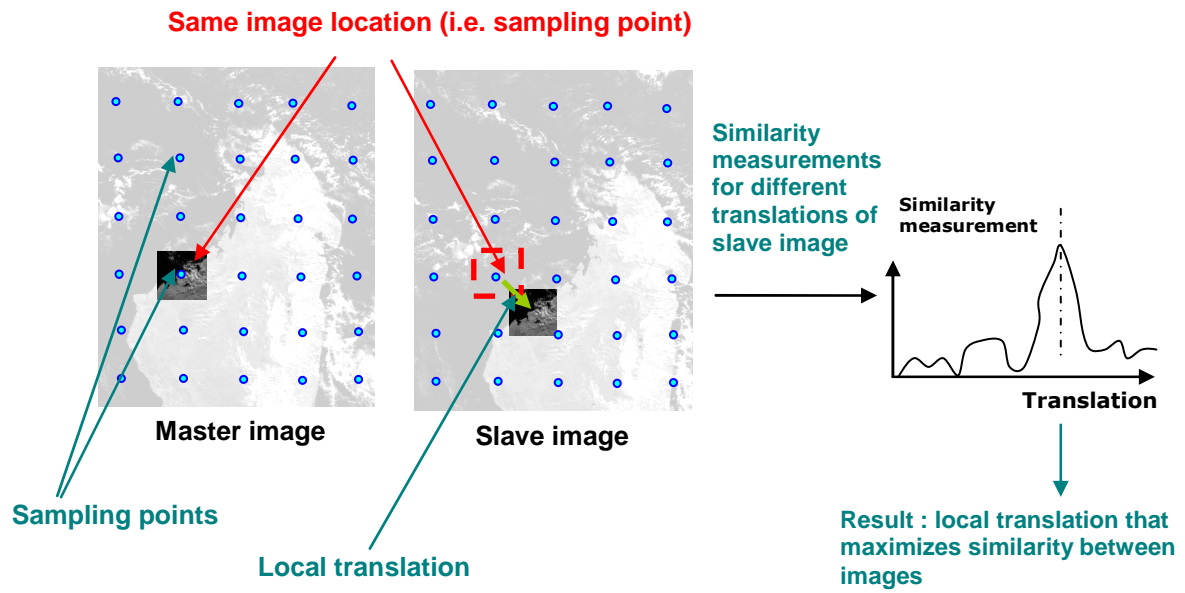 Same image location (i.e. sampling point)
Master image
Slave image
Sampling points
Local translation
Similarity
measurements
for different
translations of
slave image
Similarity
measurement
Translation
Result : local translation that
maximizes similarity between
images